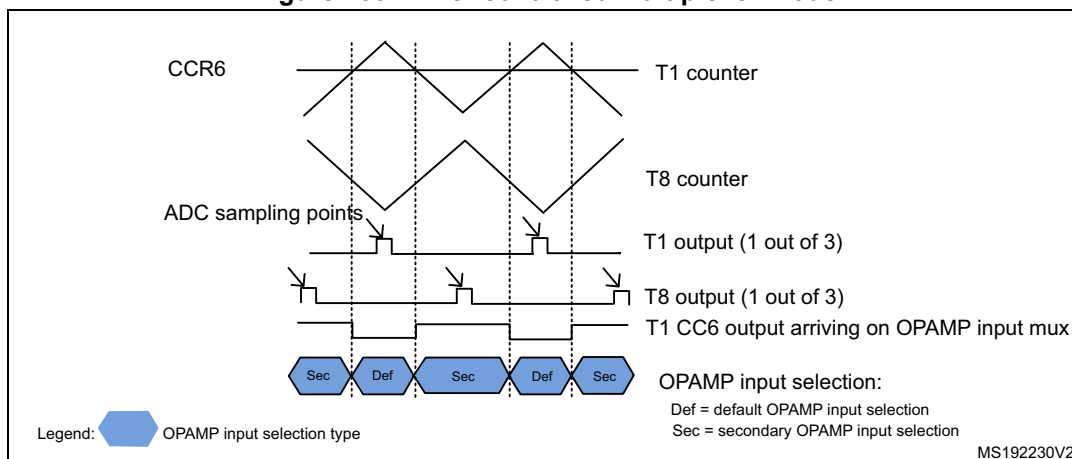 CCR6
T1 counter
T8 counter
ADC sampling points
T1 output (1 out of 3)
T8 output (1 out of 3)
T1 CC6 output arriving on OPAMP input mux
Sec Def Sec Def Sec
OPAMP input selection:
Def = default OPAMP input selection
Sec = secondary OPAMP input selection
Legend: OPAMP input selection type
MS192230V2